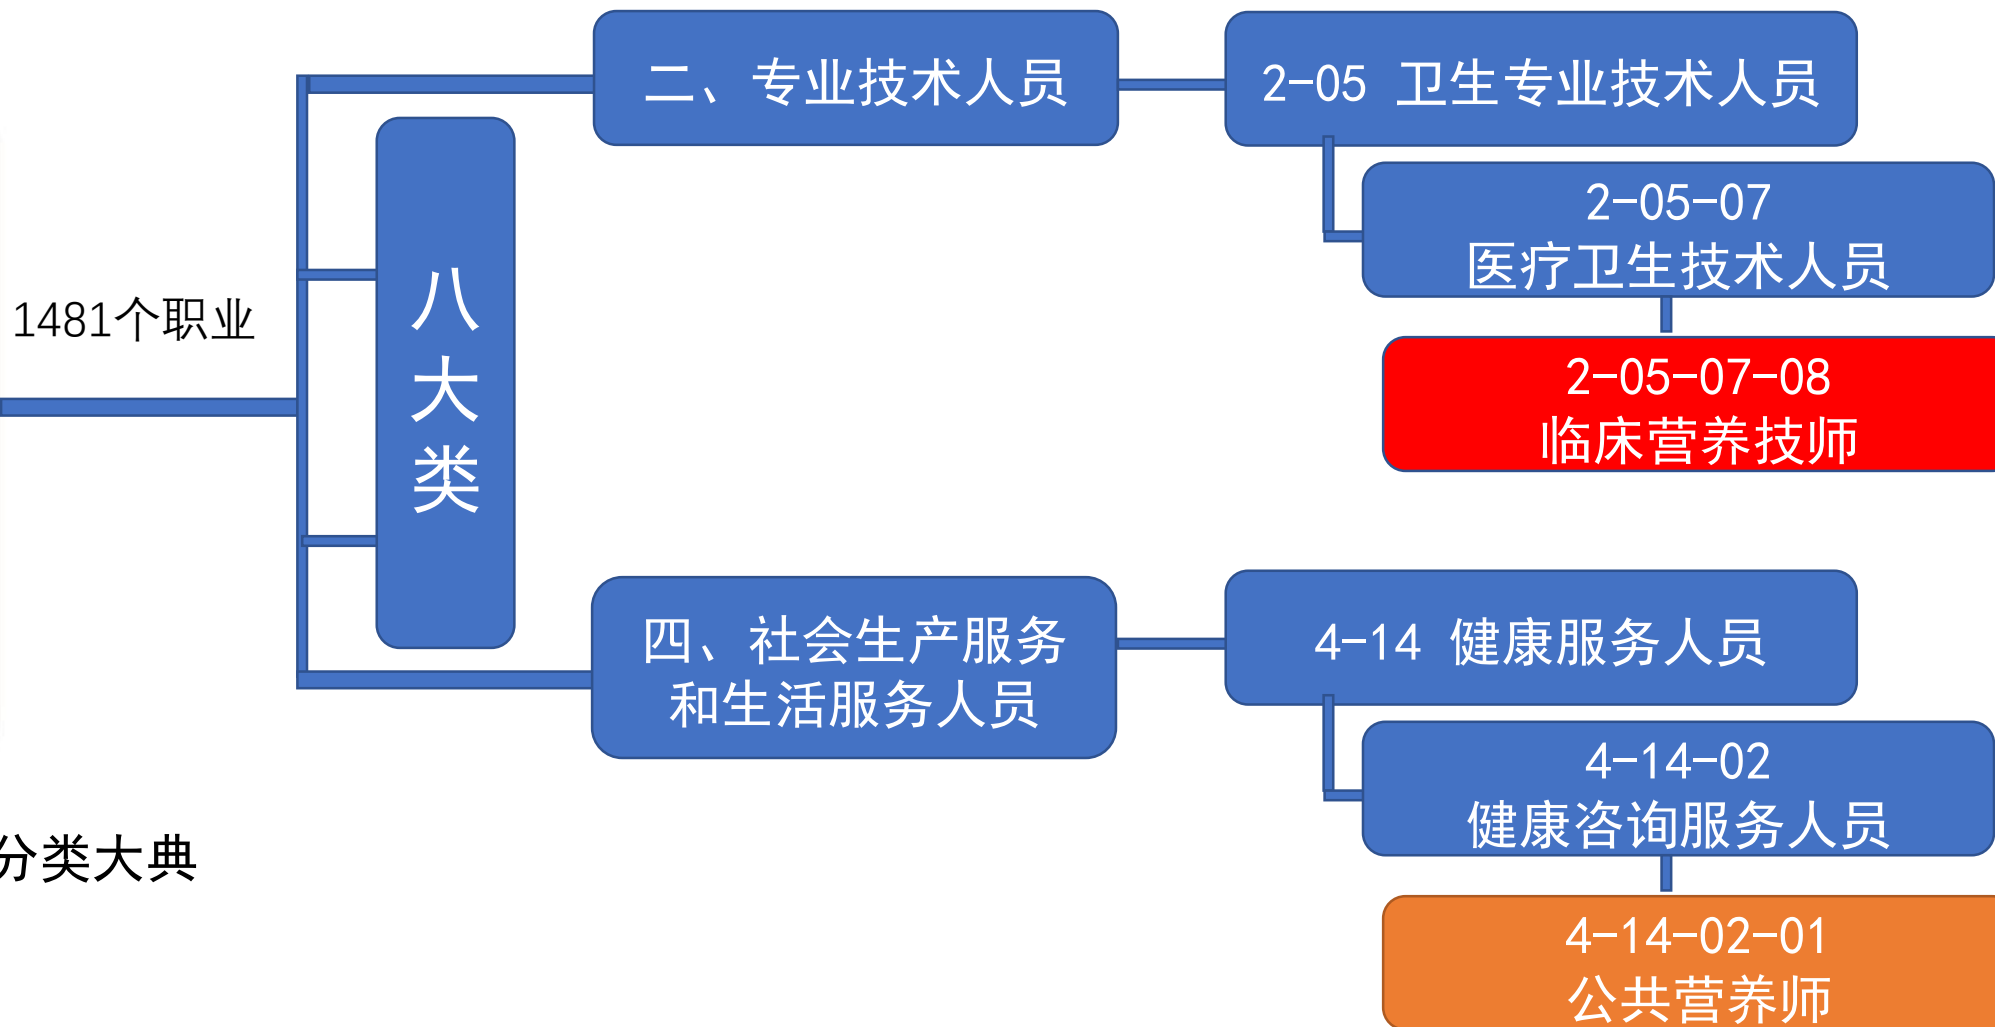 二、专业技术人员
2-05 卫生专业技术人员
2-05-07
医疗卫生技术人员
2-05-07-08
临床营养技师
1481个职业
八
大
类
四、社会生产服务
和生活服务人员
4-14 健康服务人员
4-14-02
健康咨询服务人员
4-14-02-01
公共营养师
分类大典